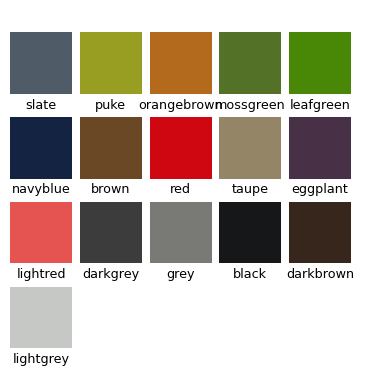 slate puke orangebrown mossgreen leafgreen
navyblue brown red taupe eggplant
lightred darkgrey grey black darkbrown
lightgrey